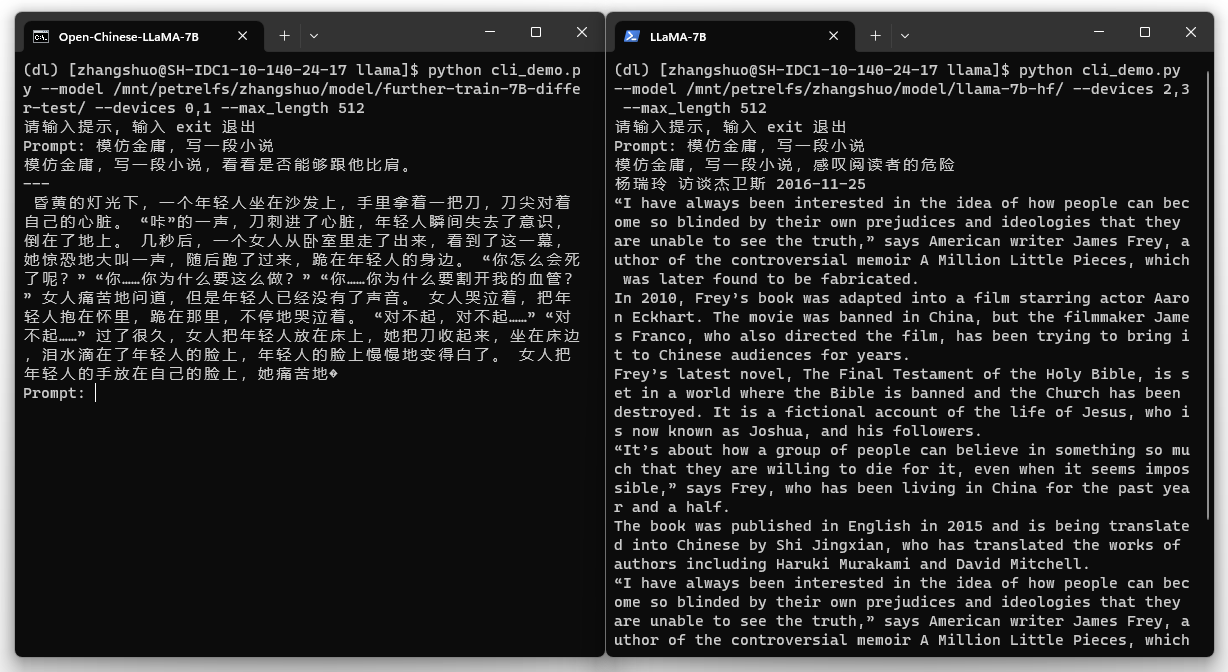 Open-Chinese-LLaMA-7B
(dl) [zhangshuo@SH-IDC1-10-140-24-17 llama]$ python cli_demo.p
y --model /mnt/petrelfs/zhangshuo/model/further-train-7B-diffe
r-test/ --devices 0,1 --max_length 512
请输入提示，输入 exit 退出
Prompt: 模仿金庸，写一段小说
模仿金庸，写一段小说，看看是否能够跟他比肩。
---
昏黄的灯光下，一个年轻人坐在沙发上，手里拿着一把刀，刀尖对着
自己的心脏。 “咔”的一声，刀刺进了心脏，年轻人瞬间失去了意识，
倒在了地上。 几秒后，一个女人从卧室里走了出来，看到了这一幕，
她惊恐地大叫一声，随后跑了过来，跪在年轻人的身边。 “你怎么会死
了呢？” “你……你为什么要这么做？” “你……你为什么要割开我的血管？
” 女人痛苦地问道，但是年轻人已经没有了声音。 女人哭泣着，把年
轻人抱在怀里，跪在那里，不停地哭泣着。 “对不起，对不起……” “对
不起……” 过了很久，女人把年轻人放在床上，她把刀收起来，坐在床边
，泪水滴在了年轻人的脸上，年轻人的脸上慢慢地变得白了。 女人把
年轻人的手放在自己的脸上，她痛苦地�
Prompt:
LLaMA-7B
(dl) [zhangshuo@SH-IDC1-10-140-24-17 llama]$ python cli_demo.py
--model /mnt/petrelfs/zhangshuo/model/llama-7b-hf/ --devices 2,3
--max_length 512
请输入提示，输入 exit 退出
Prompt: 模仿金庸，写一段小说
模仿金庸，写一段小说，感叹阅读者的危险
杨瑞玲 访谈杰卫斯 2016-11-25
“I have always been interested in the idea of how people can bec
ome so blinded by their own prejudices and ideologies that they
are unable to see the truth,” says American writer James Frey, a
uthor of the controversial memoir A Million Little Pieces, which
was later found to be fabricated.
In 2010, Frey’s book was adapted into a film starring actor Aaro
n Eckhart. The movie was banned in China, but the filmmaker Jame
s Franco, who also directed the film, has been trying to bring i
t to Chinese audiences for years.
Frey’s latest novel, The Final Testament of the Holy Bible, is s
et in a world where the Bible is banned and the Church has been
destroyed. It is a fictional account of the life of Jesus, who i
s now known as Joshua, and his followers.
“It’s about how a group of people can believe in something so mu
ch that they are willing to die for it, even when it seems impos
sible,” says Frey, who has been living in China for the past yea
r and a half.
The book was published in English in 2015 and is being translate
d into Chinese by Shi Jingxian, who has translated the works of
authors including Haruki Murakami and David Mitchell.
“I have always been interested in the idea of how people can bec
ome so blinded by their own prejudices and ideologies that they
are unable to see the truth,” says American writer James Frey, a
uthor of the controversial memoir A Million Little Pieces, which